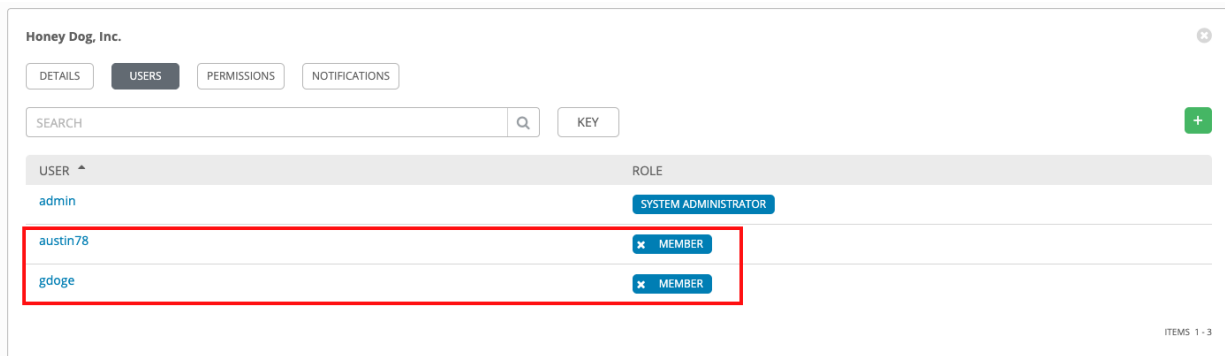 Honey Dog, Inc.
DETAILS USERS PERMISSIONS NOTIFICATIONS
SEARCH KEY
USER ROLE
admin SYSTEM ADMINISTRATOR
austin78 MEMBER
gdoge MEMBER
ITEMS 1 - 3